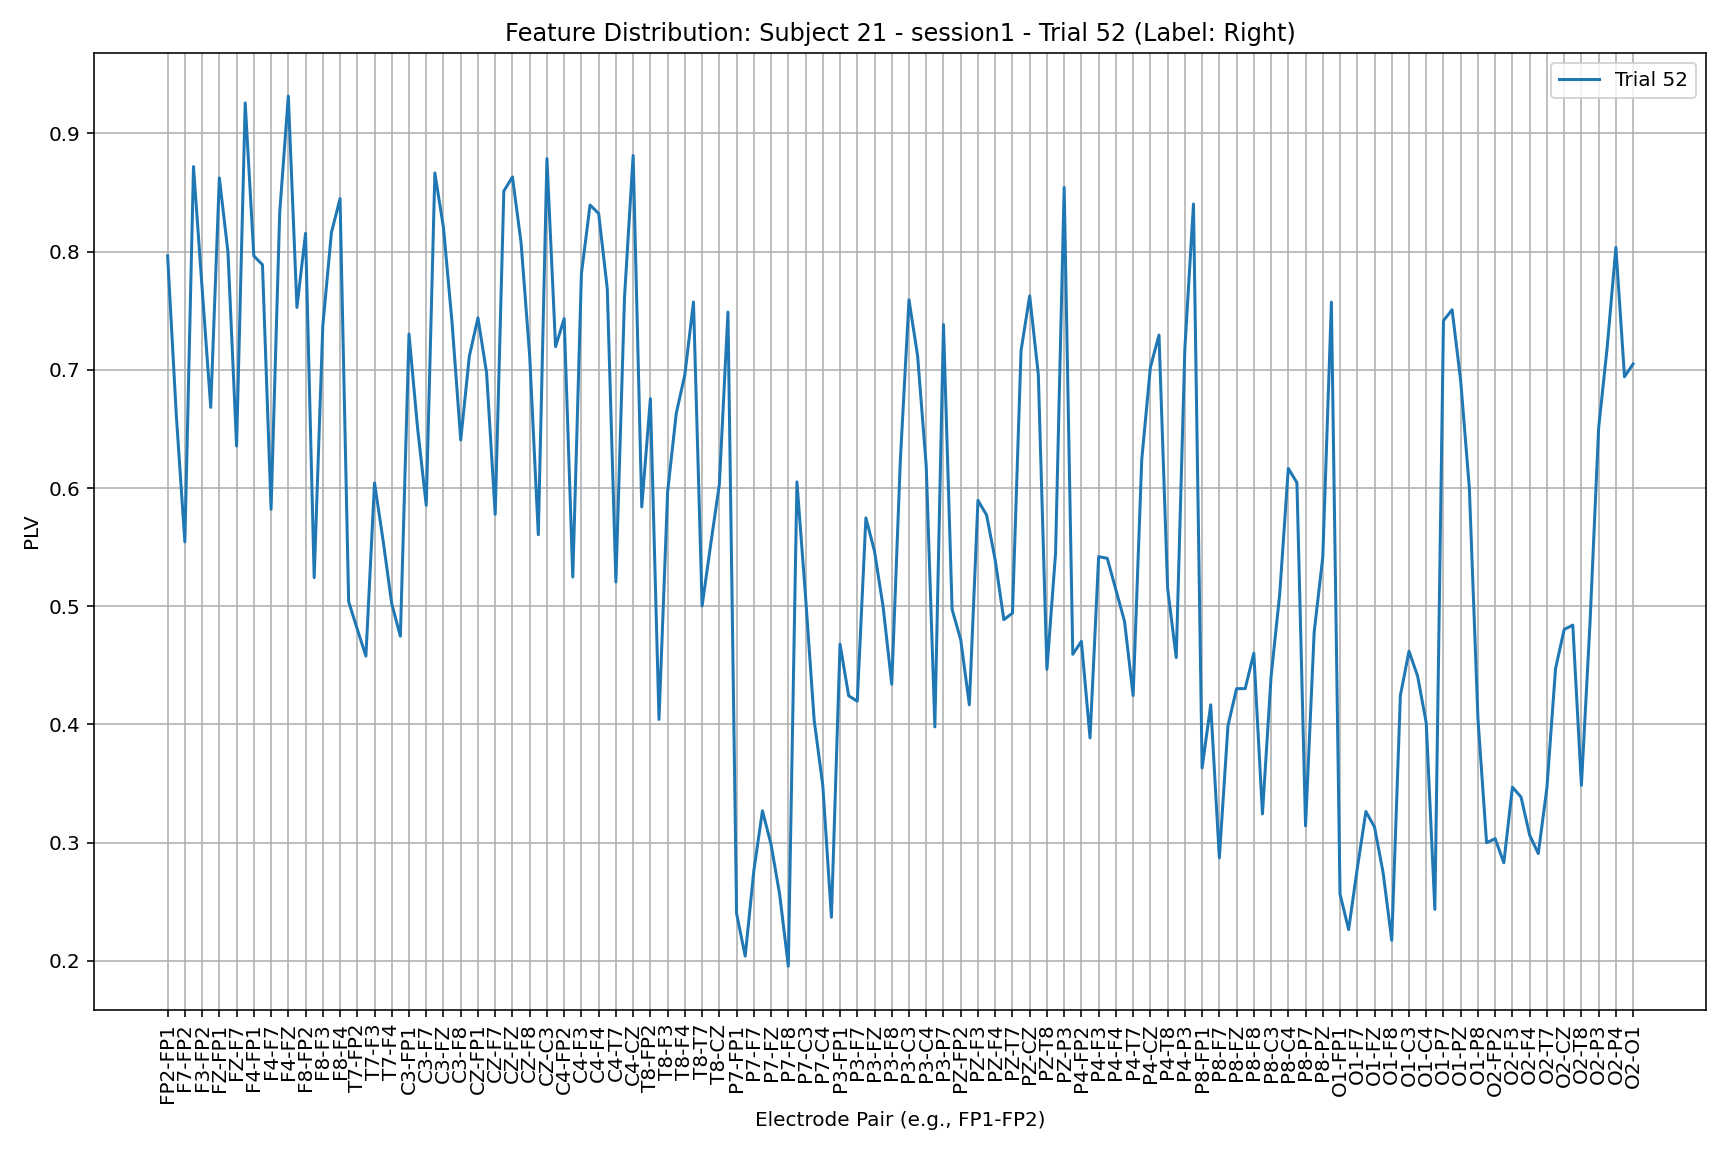 Feature Distribution: Subject 21 - session1 - Trial 52 (Label: Right)
Trial 52
0.9
0.8
0.7
0.6
0.5
0.4
0.3
0.2
PLV
FP2-FP1
F7-FP2
F3-FP2
FZ-FP1
FZ-F7
F4-FP1
F4-F7
F4-FZ
F8-FP2
F8-F3
F8-F4
T7-FP2
T7-F3
T7-F4
C3-FP1
C3-F7
C3-FZ
C3-F8
CZ-FP1
CZ-F7
CZ-FZ
CZ-F8
CZ-C3
C4-FP2
C4-F3
C4-F4
C4-T7
C4-CZ
T8-FP2
T8-F3
T8-F4
T8-T7
T8-CZ
P7-FP1
P7-F7
P7-FZ
P7-F8
P7-C3
P7-C4
P3-FP1
P3-F7
P3-FZ
P3-F8
P3-C3
P3-C4
P3-P7
PZ-FP2
PZ-F3
PZ-F4
PZ-T7
PZ-CZ
PZ-T8
PZ-P3
P4-FP2
P4-F3
P4-F4
P4-T7
P4-CZ
P4-T8
P4-P3
P8-FP1
P8-F7
P8-FZ
P8-F8
P8-C3
P8-C4
P8-P7
P8-PZ
O1-FP1
O1-F7
O1-FZ
O1-F8
O1-C3
O1-C4
O1-P7
O1-PZ
O1-P8
O2-FP2
O2-F3
O2-F4
O2-T7
O2-CZ
O2-T8
O2-P3
O2-P4
O2-O1
Electrode Pair (e.g., FP1-FP2)